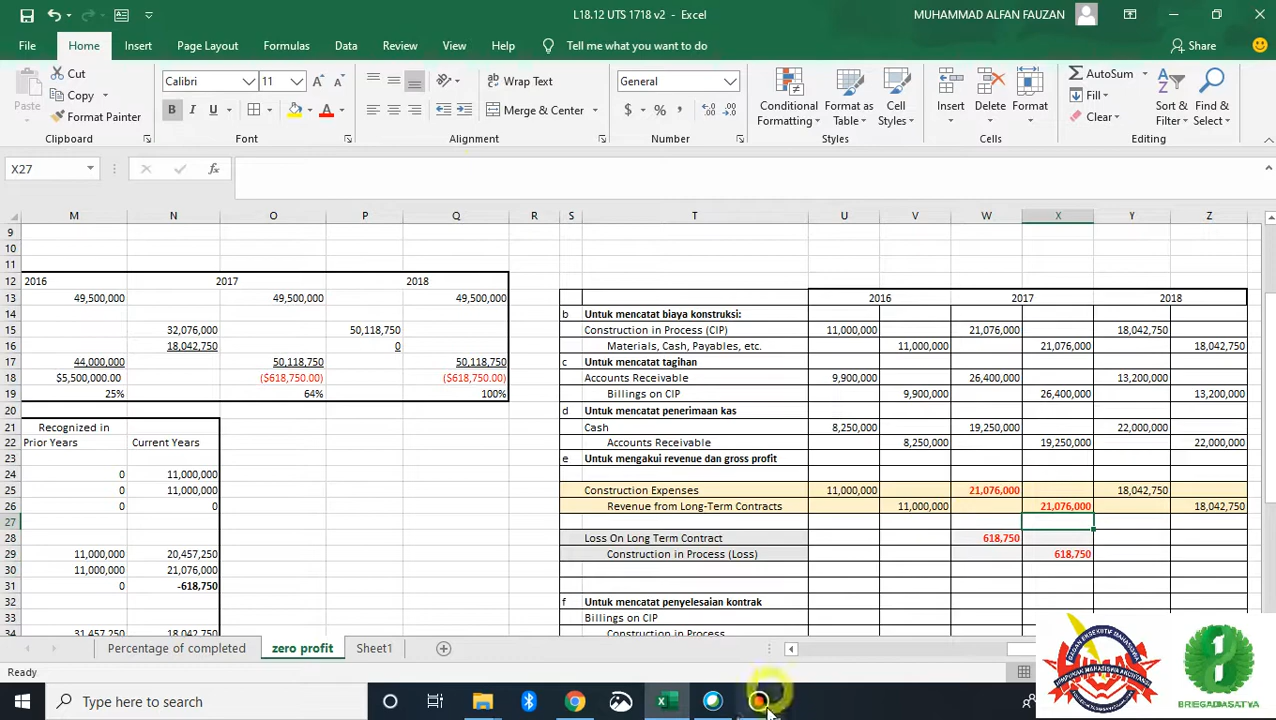 L18.12 UTS 1718 v2 - Excel MUHAMMAD ALFAN FAUZAN
File Home Insert Page Layout Formulas Data Review View Help Tell me what you want to do Share
Cut Calibri 11 Wrap Text General AutoSum
Paste Copy B I U Merge & Center $ % , Conditional Formatting Format as Table Cell Styles Insert Delete Format Fill Sort & Filter Find & Select
Format Painter Clear
Clipboard Font Alignment Number Styles Cells Editing
X27 fx
M N O P Q R S T U V W X Y Z
9
10
11
12 2016 2017 2018
13 49,500,000 49,500,000 49,500,000 2016 2017 2018
14 b Untuk mencatat biaya konstruksi:
15 32,076,000 50,118,750 Construction in Process (CIP) 11,000,000 21,076,000 18,042,750
16 18,042,750 0 Materials, Cash, Payables, etc. 11,000,000 21,076,000 18,042,750
17 44,000,000 50,118,750 50,118,750 c Untuk mencatat tagihan
18 $5,500,000.00 ($618,750.00) ($618,750.00) Accounts Receivable 9,900,000 26,400,000 13,200,000
19 25% 64% 100% Billings on CIP 9,900,000 26,400,000 13,200,000
20 d Untuk mencatat penerimaan kas
21 Recognized in Cash 8,250,000 19,250,000 22,000,000
22 Prior Years Current Years Accounts Receivable 8,250,000 19,250,000 22,000,000
23 e Untuk mengakui revenue dan gross profit
24 0 11,000,000
25 0 11,000,000 Construction Expenses 11,000,000 21,076,000 18,042,750
26 0 0 Revenue from Long-Term Contracts 11,000,000 21,076,000 18,042,750
27
28 Loss On Long Term Contract 618,750
29 11,000,000 20,457,250 Construction in Process (Loss) 618,750
30 11,000,000 21,076,000
31 0 -618,750
32 f Untuk mencatat penyelesaian kontrak
33 Billings on CIP
34 31,457,250 18,042,750 Construction in Process
Percentage of completed zero profit Sheet1
Ready
Type here to search
BRIEGADASATYA